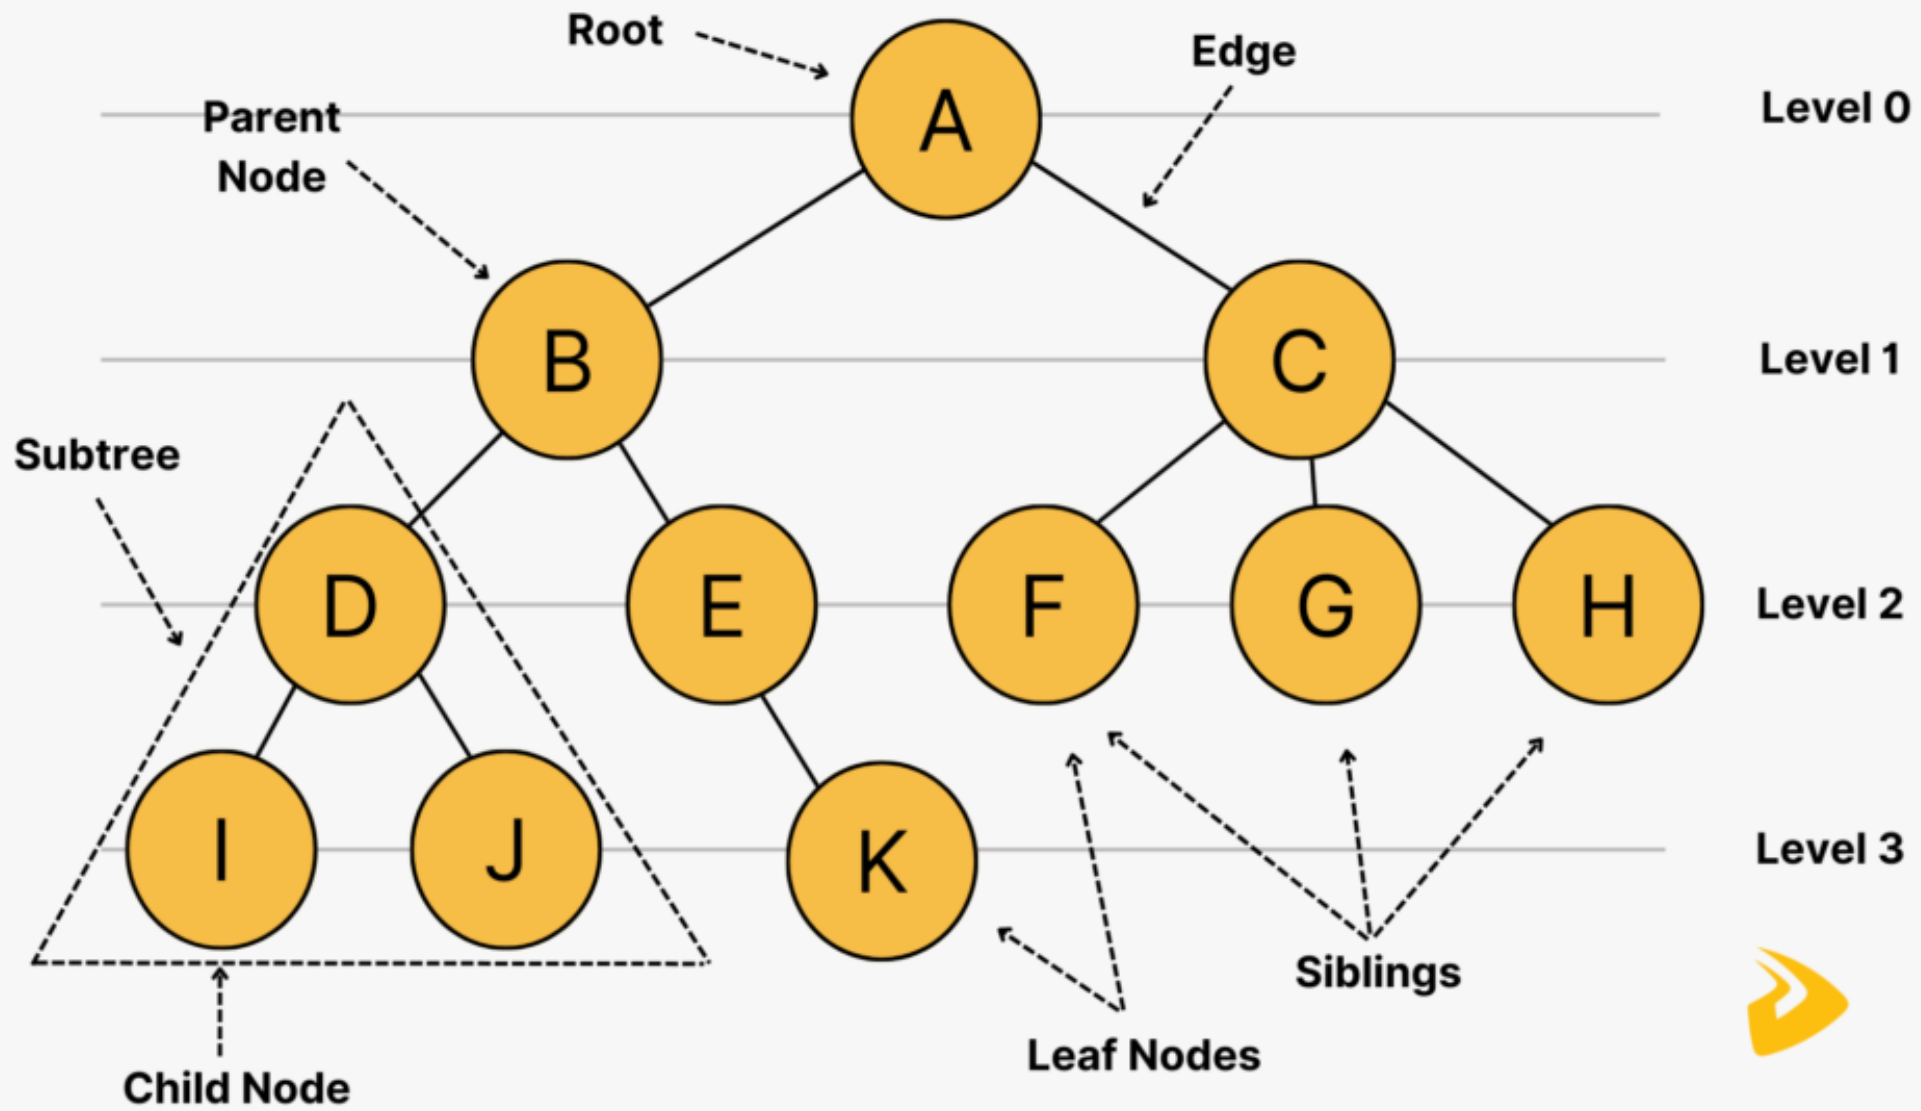 Root
A
Edge
Level 0
Parent
Node
B
C
Level 1
Subtree
D
E
F
G
H
Level 2
I
J
K
Level 3
Siblings
Leaf Nodes
Child Node